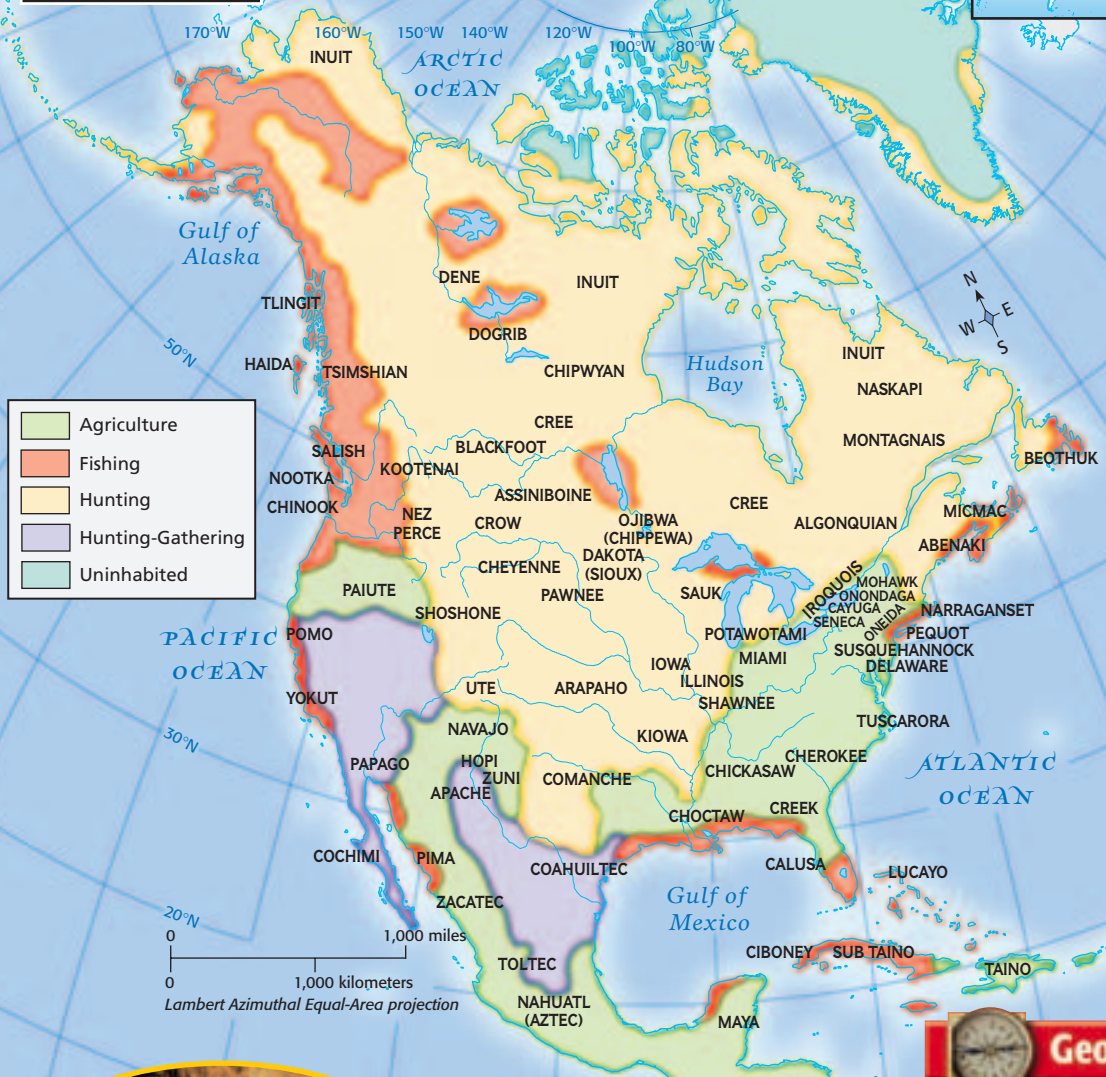 170°W
160°W
150°W
140°W
120°W
100°W
80°W
INUIT
ARCTIC
OCEAN
Gulf of
Alaska
DENE
INUIT
N
E
W
S
TLINGIT
DOGRIB
50°N
HAIDA
TSIMSHIAN
CHIPWYAN
Hudson
Bay
INUIT
NASKAPI
Agriculture
Fishing
Hunting
Hunting-Gathering
Uninhabited
CREE
BLACKFOOT
MONTAGNAIS
SALISH
KOOTENAI
BEOTHUK
NOOTKA
ASSINIBOINE
CREE
CHINOOK
NEZ
PERCE
CROW
OJIBWA
(CHIPPEWA)
ALGONQUIAN
MICMAC
ABENAKI
DAKOTA
(SIOUX)
CHEYENNE
PAIUTE
PAWNEE
SAUK
IROQUOIS
MOHAWK
ONONDAGA
CAYUGA
SENECA
ONEIDA
NARRAGANSET
SHOSHONE
PACIFIC
OCEAN
POMO
POTAWOTAMI
PEQUOT
SUSQUEHANNOCK
DELAWARE
MIAMI
IOWA
ILLINOIS
YOKUT
UTE
ARAPAHO
SHAWNEE
TUSCARORA
30°N
NAVAJO
KIOWA
CHEROKEE
ATLANTIC
OCEAN
PAPAGO
HOPI
ZUNI
COMANCHE
CHICKASAW
APACHE
CHOCTAW
CREEK
COCHIMI
PIMA
COAHUILTEC
CALUSA
LUCAYO
Gulf of
Mexico
ZACATEC
20°N
0
1,000 miles
0
1,000 kilometers
Lambert Azimuthal Equal-Area projection
CIBONEY
SUB TAINO
TAINO
TOLTEC
NAHUATL
(AZTEC)
MAYA
Geo